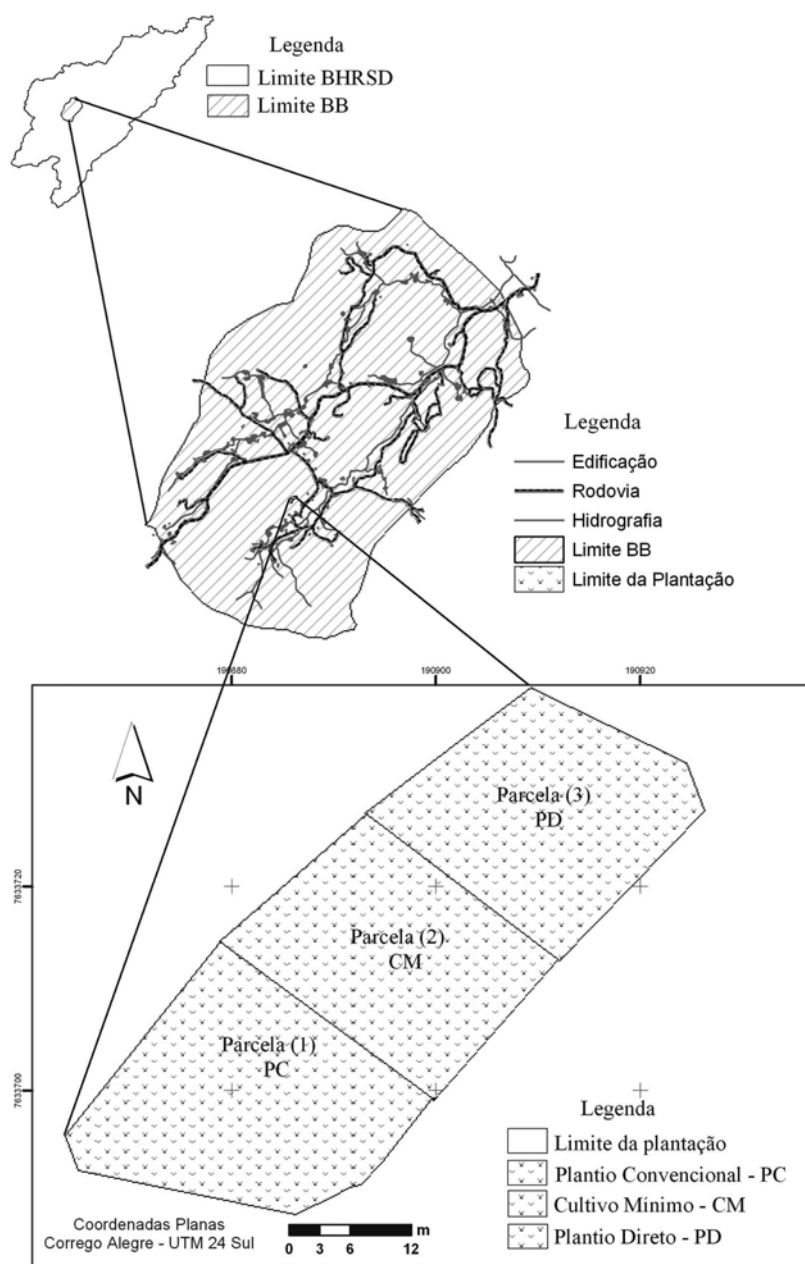 Legenda
Limite BHRSD
Limite BB
Legenda
Edificação
Rodovia
Hidrografia
Limite BB
Limite da Plantação
190880
190900
190920
N
Parcela (3)
PD
7633720
Parcela (2)
CM
Parcela (1)
PC
7633700
Legenda
Limite da plantação
Plantio Convencional - PC
Cultivo Mínimo - CM
Plantio Direto - PD
Coordenadas Planas
Corrego Alegre - UTM 24 Sul
m
0 3 6 12